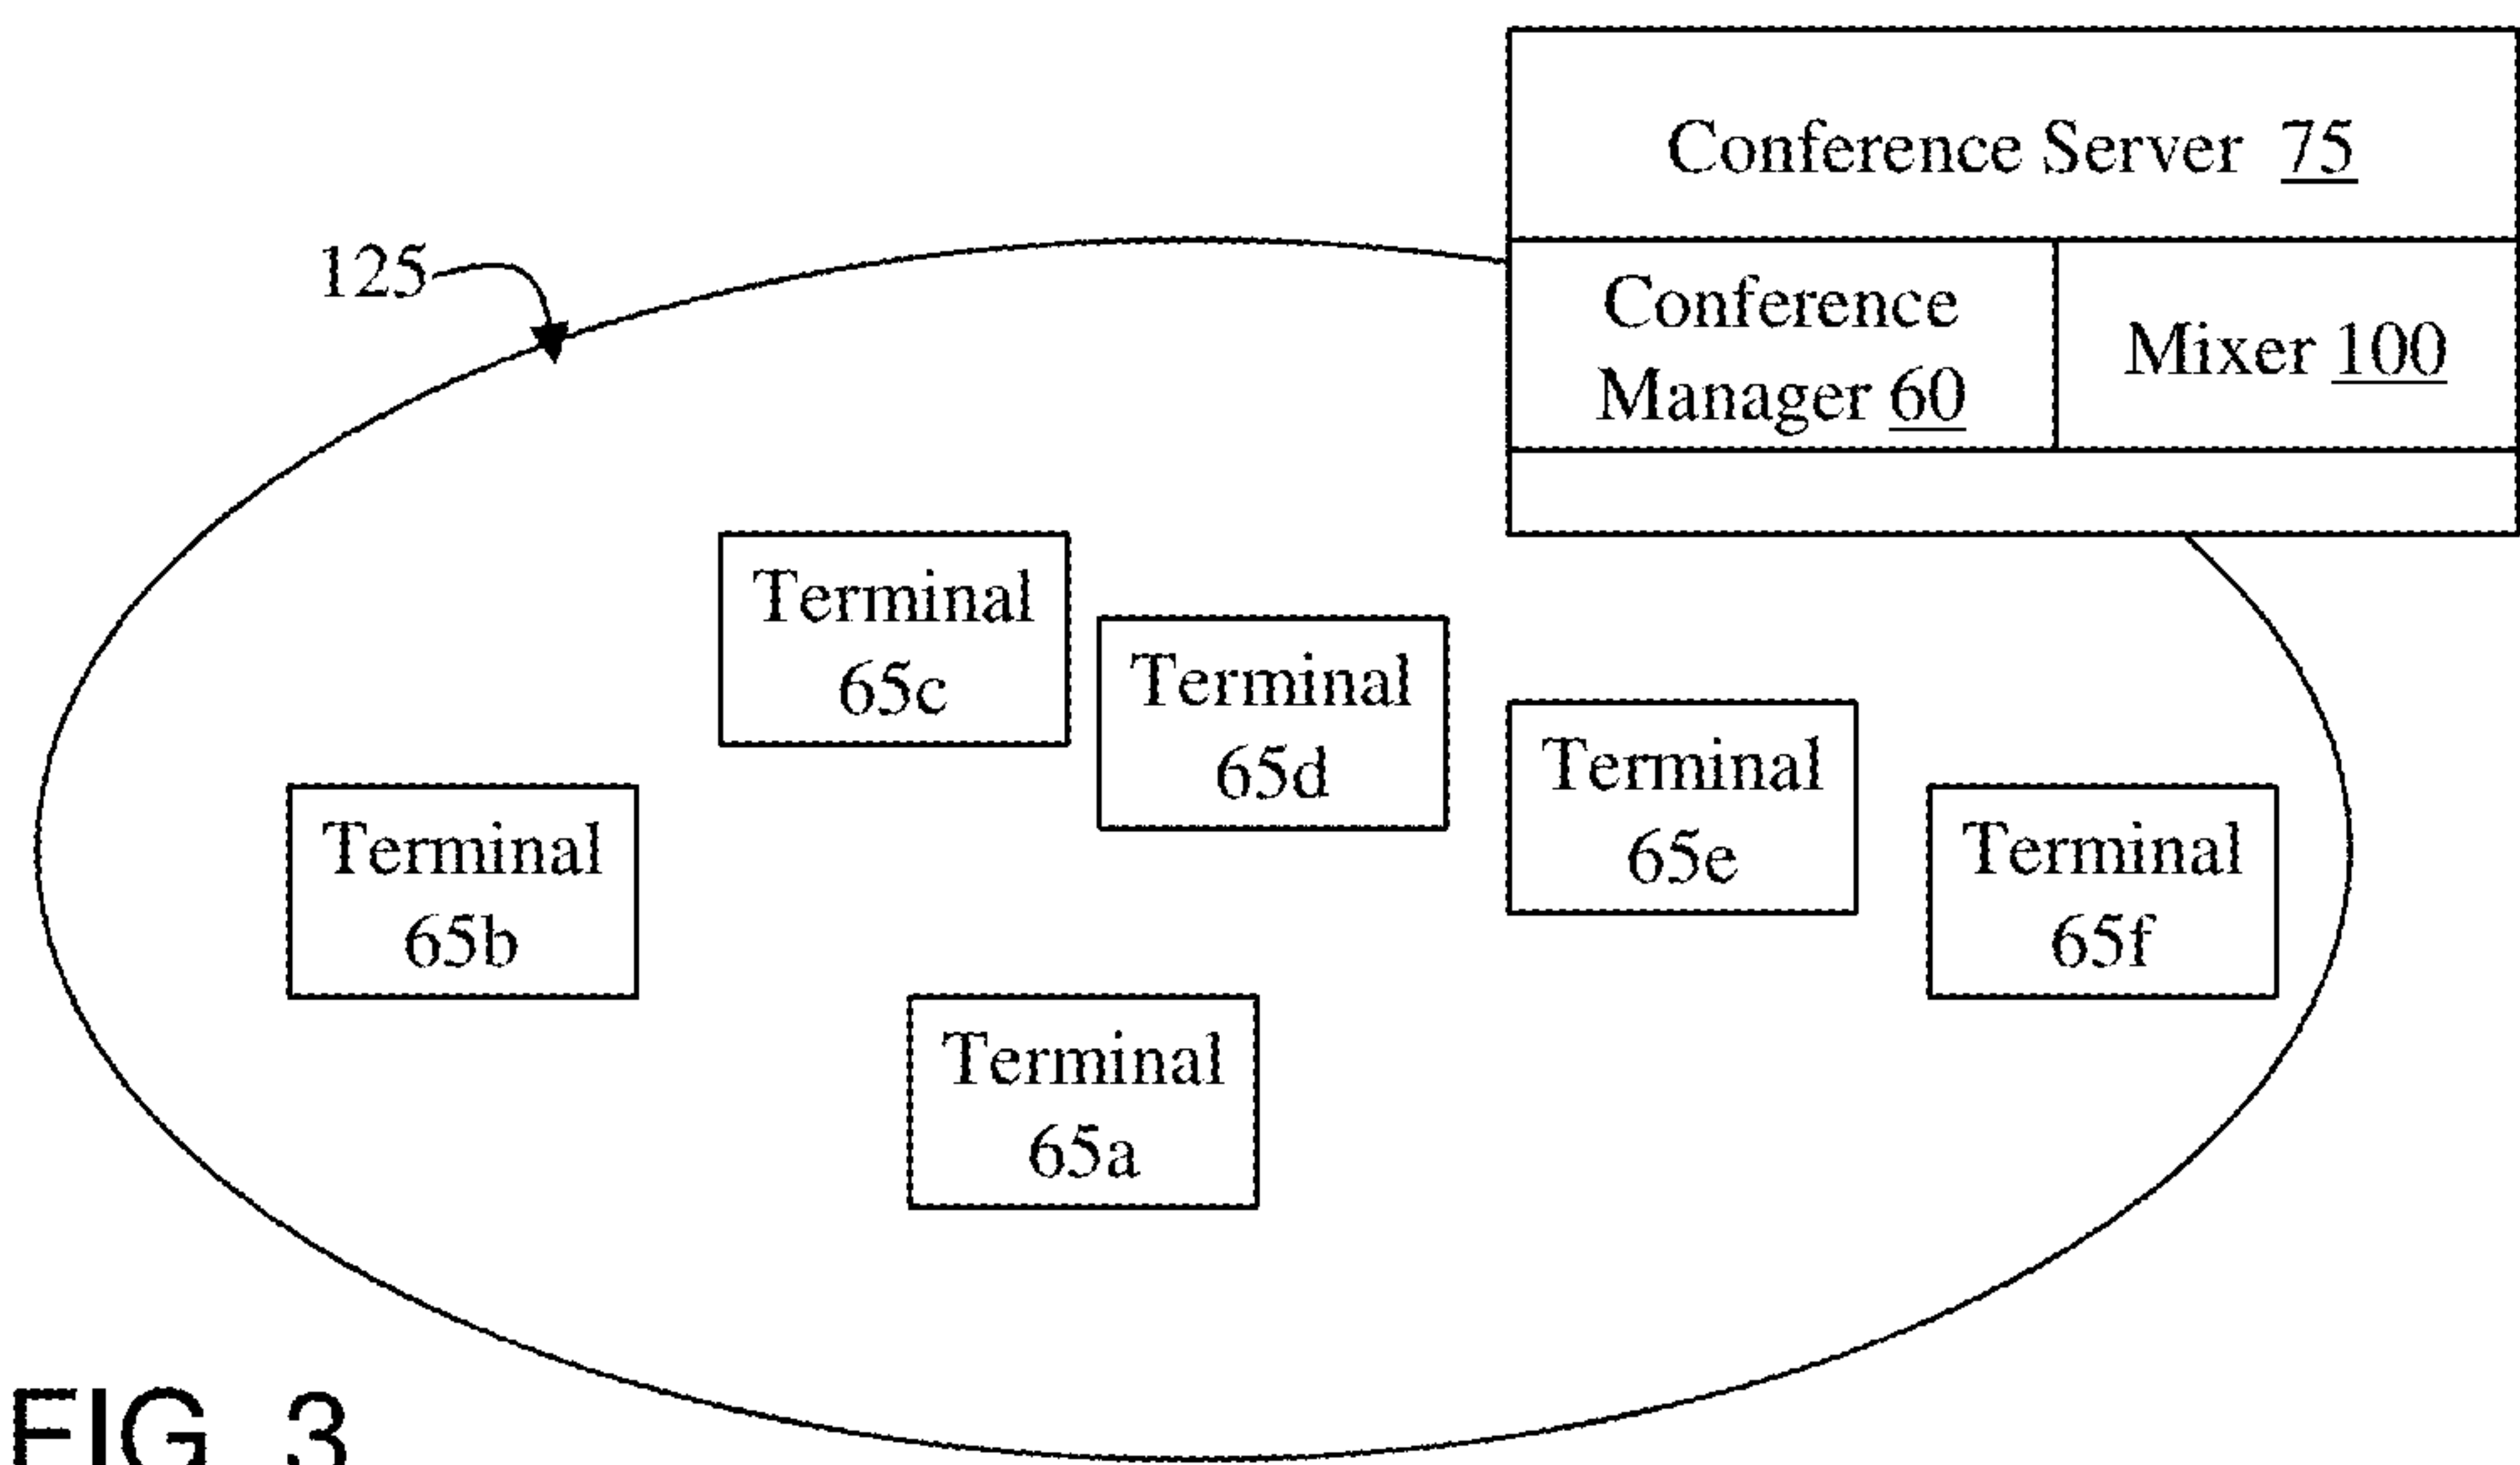 Conference Server 75
125
Conference
Manager 60
Mixer 100
Terminal
65c
Terminal
65d
Terminal
65e
Terminal
65b
Terminal
65f
Terminal
65a
FIG. 3